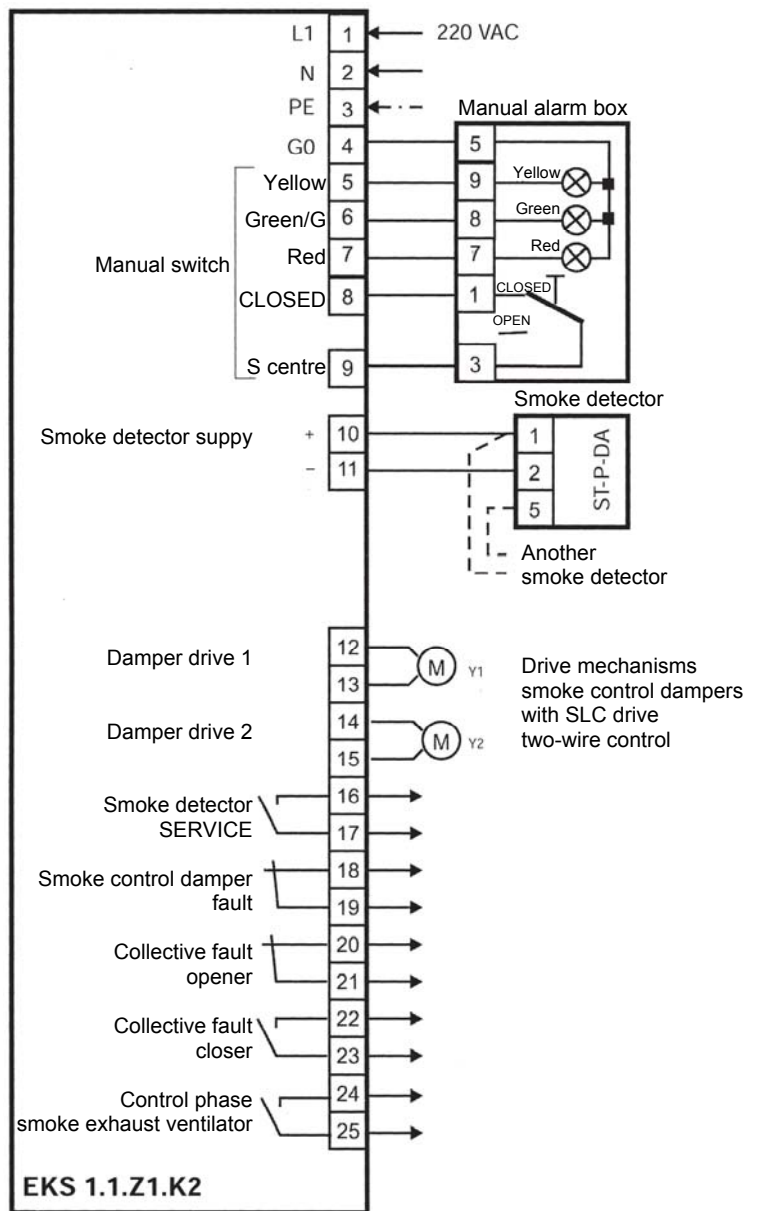 L1 1 220 VAC
N 2
PE 3
Manual alarm box
G0 4 5
Yellow 5 9 Yellow
Green/G 6 8 Green
Red 7 7 Red
Manual switch
CLOSED 8 1 CLOSED
OPEN
S centre 9 3
Smoke detector
Smoke detector suppy + 10 1
– 11 2
5
ST-P-DA
Another
smoke detector
Damper drive 1
12
13
M Y1
Drive mechanisms
smoke control dampers
with SLC drive
two-wire control
Damper drive 2
14
15
M Y2
Smoke detector
SERVICE
16
17
Smoke control damper
fault
18
19
Collective fault
opener
20
21
Collective fault
closer
22
23
Control phase
smoke exhaust ventilator
24
25
EKS 1.1.Z1.K2